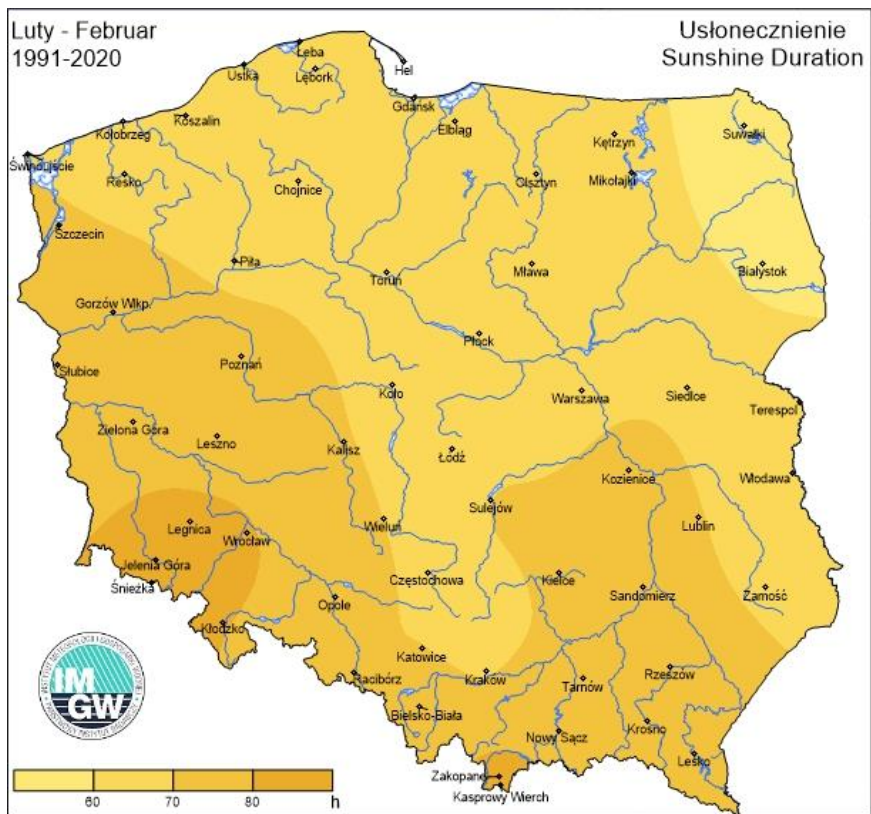 Luty - Februar
1991-2020
Usłonecznienie
Sunshine Duration
Łeba
Ustka
Lębork
Hel
Gdańsk
Koszalin
Kołobrzeg
Elbląg
Suwałki
Kętrzyn
Świnoujście
Resko
Chojnice
Olsztyn
Mikołajki
Szczecin
Piła
Toruń
Mława
Białystok
Gorzów Wlkp.
Płock
Słubice
Poznań
Koło
Warszawa
Siedlce
Terespol
Zielona Góra
Leszno
Kalisz
Łódź
Kozienice
Włodawa
Legnica
Wrocław
Wieluń
Sulejów
Lublin
Jelenia Góra
Śnieżka
Częstochowa
Kielce
Sandomierz
Zamość
Opole
Kłodzko
Katowice
Racibórz
Kraków
Tarnów
Rzeszów
Bielsko-Biała
Nowy Sącz
Krosno
Lesko
Zakopane
Kasprowy Wierch
IM
GW
60 70 80 h